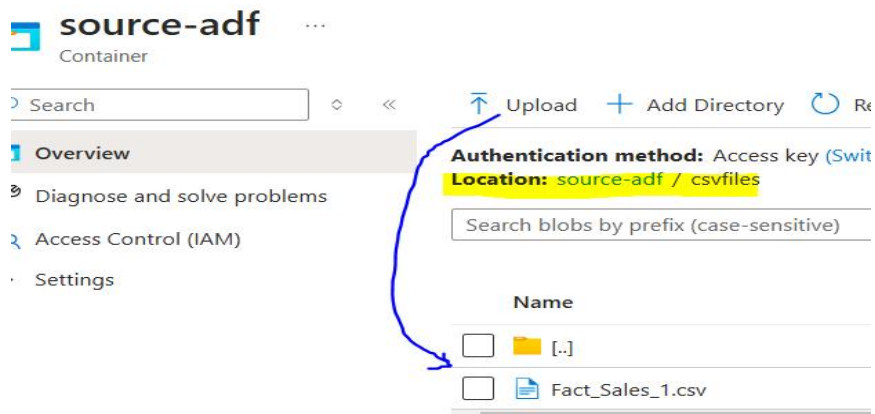 source-adf ...
Container
Search
Overview
Diagnose and solve problems
Access Control (IAM)
Settings
Upload
Add Directory
Authentication method: Access key
Location: source-adf / csvfiles
Search blobs by prefix (case-sensitive)
Name
[..]
Fact_Sales_1.csv